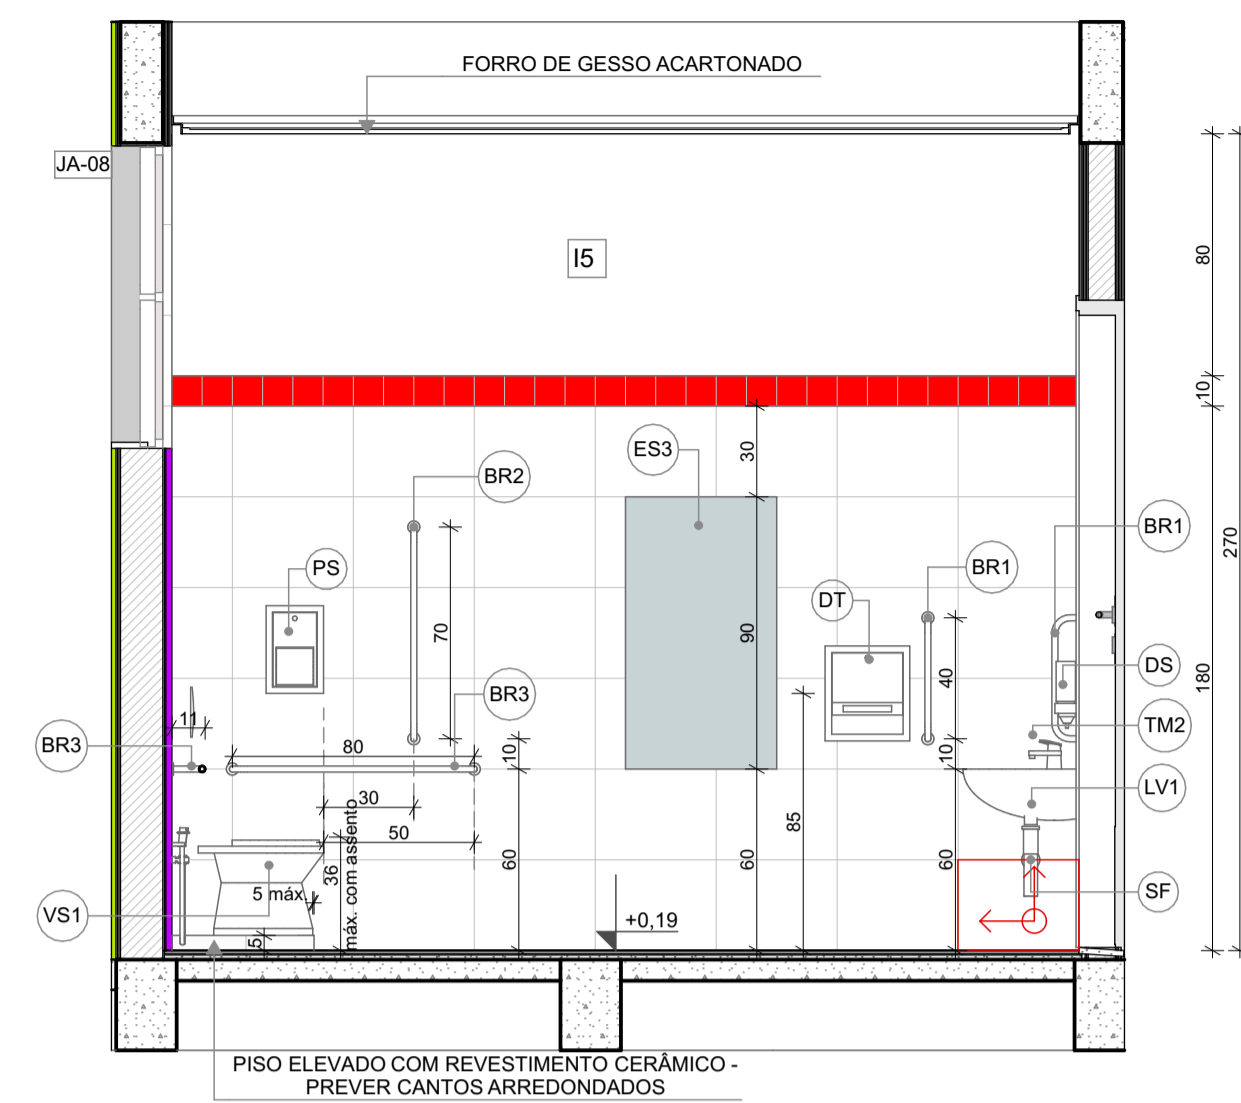 FORRO DE GESSO ACARTONADO
JA-08
I5
80
10
30
ES3
BR2
BR1
270
BR1
PS
DT
70
90
40
DS
180
BR3
11
TM2
BR3
80
10
10
LV1
30
85
50
60
36
máx. com assento
60
60
5 máx.
SF
VS1
+0,19
5
PISO ELEVADO COM REVESTIMENTO CERÂMICO -
PREVER CANTOS ARREDONDADOS